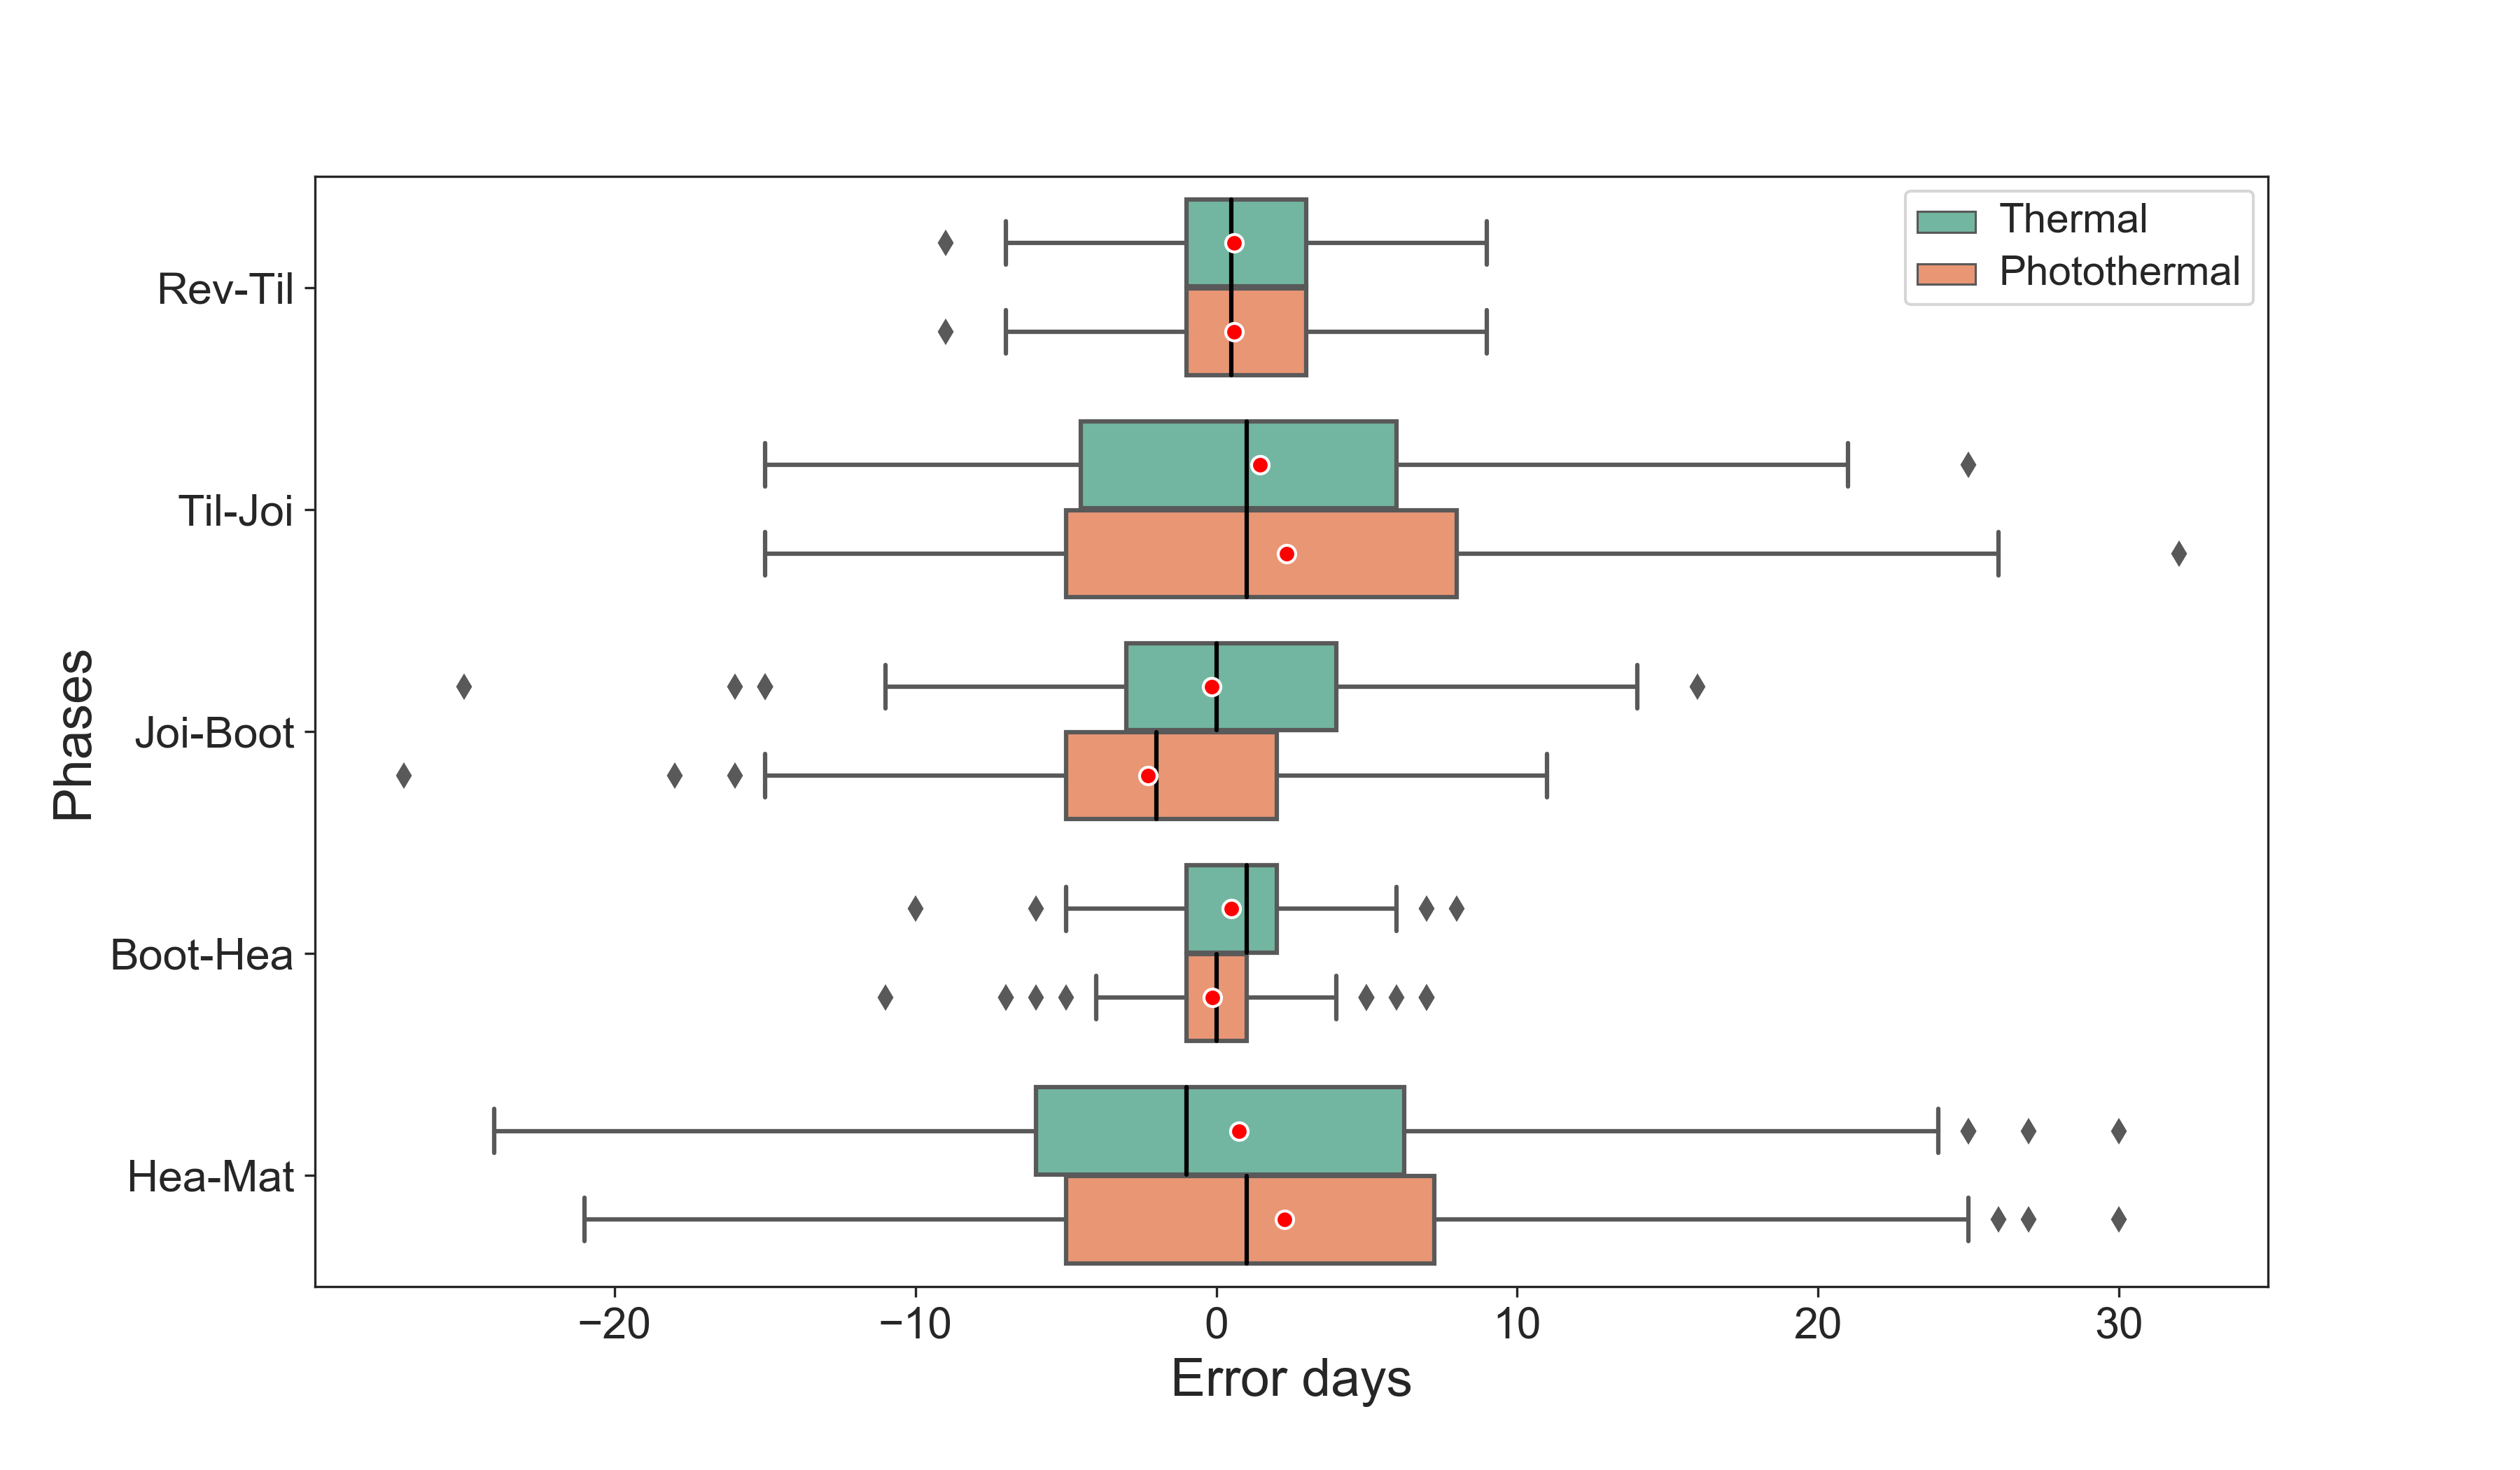 Thermal
Photothermal
Rev-Til
Til-Joi
Joi-Boot
Boot-Hea
Hea-Mat
Phases
−20
−10
0
10
20
30
Error days